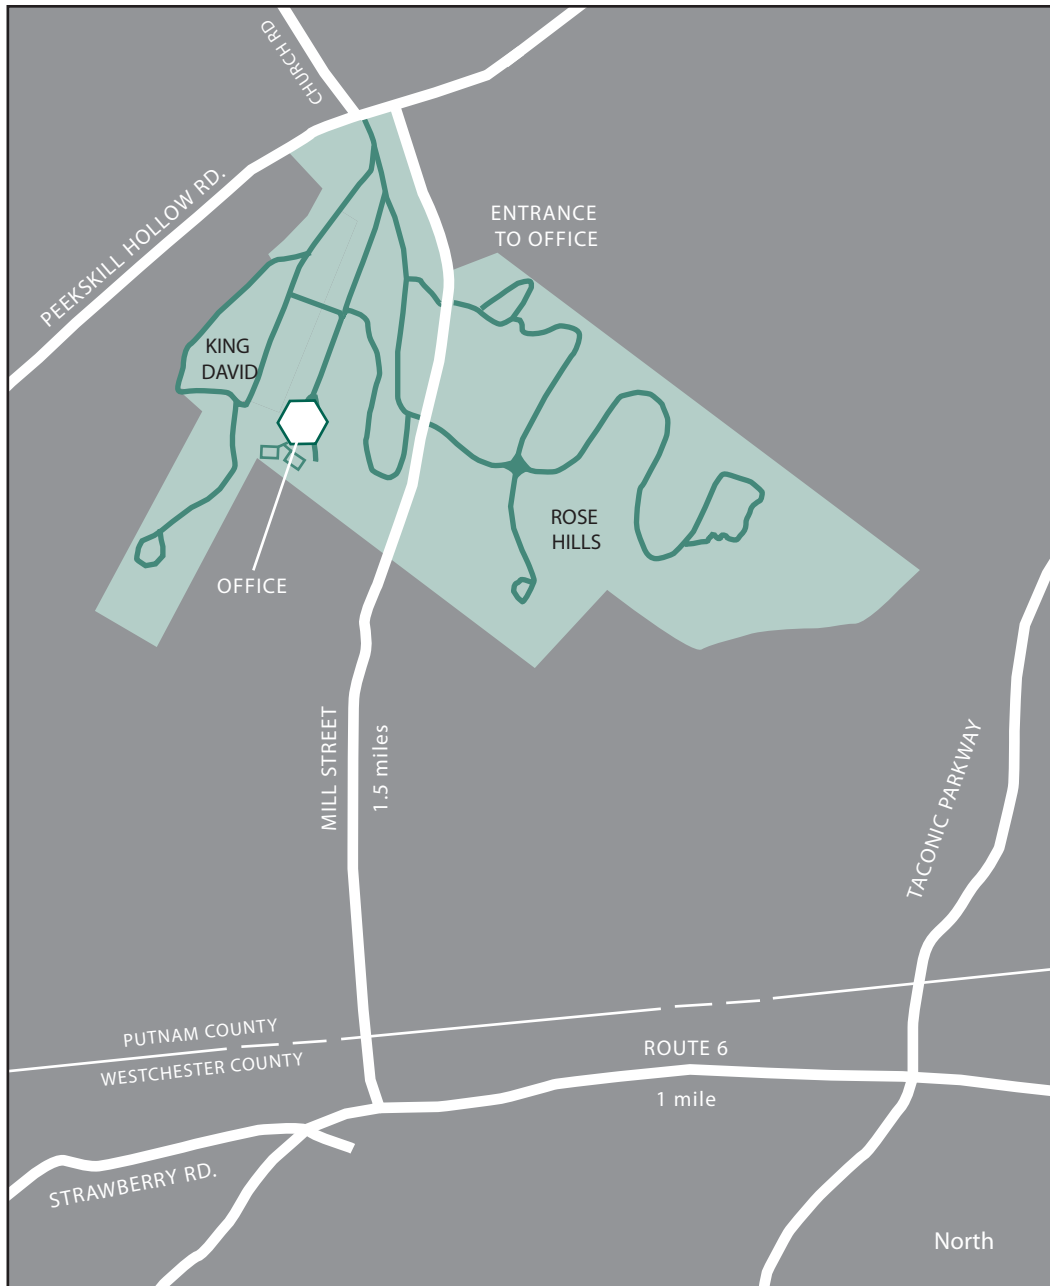 CHURCH RD
PEEKSKILL HOLLOW RD.
ENTRANCE
TO OFFICE
KING
DAVID
ROSE
HILLS
OFFICE
MILL STREET
1.5 miles
TACONIC PARKWAY
PUTNAM COUNTY
WESTCHESTER COUNTY
ROUTE 6
1 mile
STRAWBERRY RD.
North